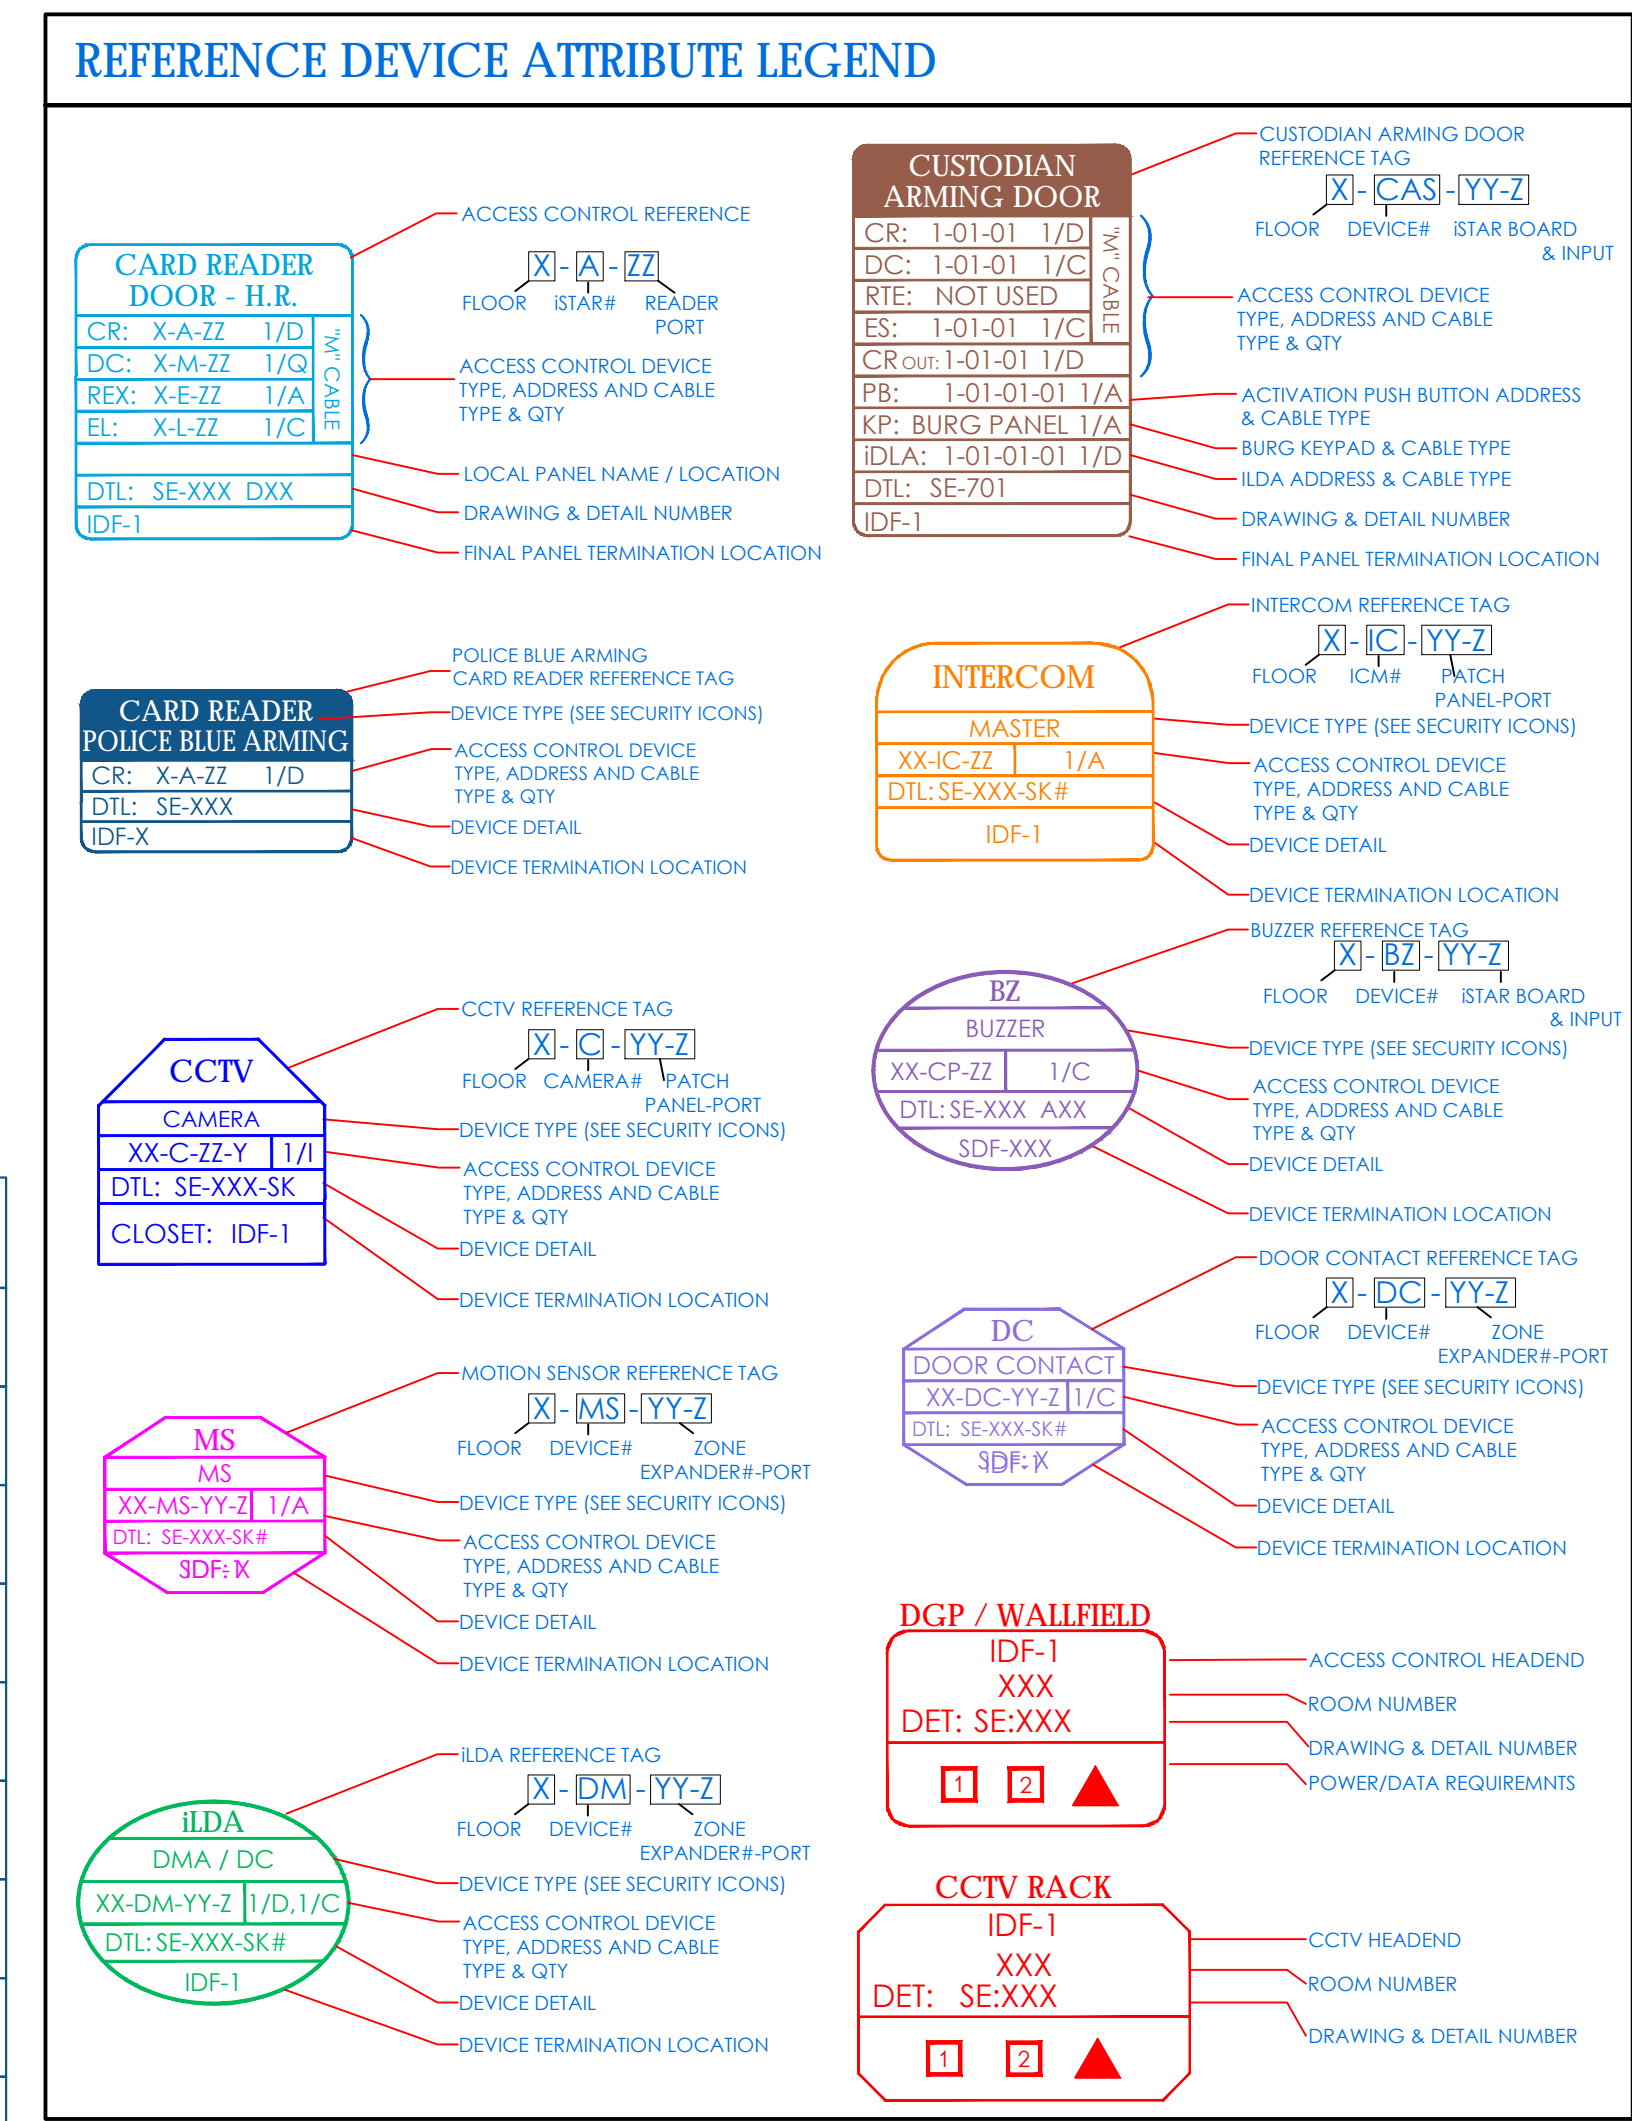 REFERENCE DEVICE ATTRIBUTE LEGEND
CARD READER
DOOR - H.R.
CR: X-A-ZZ 1/D
DC: X-M-ZZ 1/Q
REX: X-E-ZZ 1/A
EL: X-L-ZZ 1/C
"M" CABLE
DTL: SE-XXX DXX
IDF-1
ACCESS CONTROL REFERENCE
X - A - ZZ
FLOOR iSTAR# READER
PORT
ACCESS CONTROL DEVICE
TYPE, ADDRESS AND CABLE
TYPE & QTY
LOCAL PANEL NAME / LOCATION
DRAWING & DETAIL NUMBER
FINAL PANEL TERMINATION LOCATION
CUSTODIAN
ARMING DOOR
CR: 1-01-01 1/D
DC: 1-01-01 1/C
RTE: NOT USED
ES: 1-01-01 1/C
"M" CABLE
CR OUT: 1-01-01 1/D
PB: 1-01-01-01 1/A
KP: BURG PANEL 1/A
iDLA: 1-01-01-01 1/D
DTL: SE-701
IDF-1
CUSTODIAN ARMING DOOR
REFERENCE TAG
X - CAS - YY-Z
FLOOR DEVICE# iSTAR BOARD
& INPUT
ACCESS CONTROL DEVICE
TYPE, ADDRESS AND CABLE
TYPE & QTY
ACTIVATION PUSH BUTTON ADDRESS
& CABLE TYPE
BURG KEYPAD & CABLE TYPE
ILDA ADDRESS & CABLE TYPE
DRAWING & DETAIL NUMBER
FINAL PANEL TERMINATION LOCATION
CARD READER
POLICE BLUE ARMING
CR: X-A-ZZ 1/D
DTL: SE-XXX
IDF-X
POLICE BLUE ARMING
CARD READER REFERENCE TAG
DEVICE TYPE (SEE SECURITY ICONS)
ACCESS CONTROL DEVICE
TYPE, ADDRESS AND CABLE
TYPE & QTY
DEVICE DETAIL
DEVICE TERMINATION LOCATION
INTERCOM
MASTER
XX-IC-ZZ 1/A
DTL: SE-XXX-SK#
IDF-1
INTERCOM REFERENCE TAG
X - IC - YY-Z
FLOOR ICM# PATCH
PANEL-PORT
DEVICE TYPE (SEE SECURITY ICONS)
ACCESS CONTROL DEVICE
TYPE, ADDRESS AND CABLE
TYPE & QTY
DEVICE DETAIL
DEVICE TERMINATION LOCATION
CCTV
CAMERA
XX-C-ZZ-Y 1/I
DTL: SE-XXX-SK
CLOSET: IDF-1
CCTV REFERENCE TAG
X - C - YY-Z
FLOOR CAMERA# PATCH
PANEL-PORT
DEVICE TYPE (SEE SECURITY ICONS)
ACCESS CONTROL DEVICE
TYPE, ADDRESS AND CABLE
TYPE & QTY
DEVICE DETAIL
DEVICE TERMINATION LOCATION
BZ
BUZZER
XX-CP-ZZ 1/C
DTL: SE-XXX AXX
SDF-XXX
BUZZER REFERENCE TAG
X - BZ - YY-Z
FLOOR DEVICE# iSTAR BOARD
& INPUT
DEVICE TYPE (SEE SECURITY ICONS)
ACCESS CONTROL DEVICE
TYPE, ADDRESS AND CABLE
TYPE & QTY
DEVICE DETAIL
DEVICE TERMINATION LOCATION
MS
MS
XX-MS-YY-Z 1/A
DTL: SE-XXX-SK#
MOTION SENSOR REFERENCE TAG
X - MS - YY-Z
FLOOR DEVICE# ZONE
EXPANDER#-PORT
DEVICE TYPE (SEE SECURITY ICONS)
ACCESS CONTROL DEVICE
TYPE, ADDRESS AND CABLE
TYPE & QTY
DEVICE DETAIL
DEVICE TERMINATION LOCATION
DC
DOOR CONTACT
XX-DC-YY-Z 1/C
DTL: SE-XXX-SK#
DOOR CONTACT REFERENCE TAG
X - DC - YY-Z
FLOOR DEVICE# ZONE
EXPANDER#-PORT
DEVICE TYPE (SEE SECURITY ICONS)
ACCESS CONTROL DEVICE
TYPE, ADDRESS AND CABLE
TYPE & QTY
DEVICE DETAIL
DEVICE TERMINATION LOCATION
iLDA
DMA / DC
XX-DM-YY-Z 1/D,1/C
DTL: SE-XXX-SK#
IDF-1
iLDA REFERENCE TAG
X - DM - YY-Z
FLOOR DEVICE# ZONE
EXPANDER#-PORT
DEVICE TYPE (SEE SECURITY ICONS)
ACCESS CONTROL DEVICE
TYPE, ADDRESS AND CABLE
TYPE & QTY
DEVICE DETAIL
DEVICE TERMINATION LOCATION
DGP / WALLFIELD
IDF-1
XXX
DET: SE:XXX
1 2
ACCESS CONTROL HEADEND
ROOM NUMBER
DRAWING & DETAIL NUMBER
POWER/DATA REQUIREMNTS
CCTV RACK
IDF-1
XXX
DET: SE:XXX
1 2
CCTV HEADEND
ROOM NUMBER
DRAWING & DETAIL NUMBER